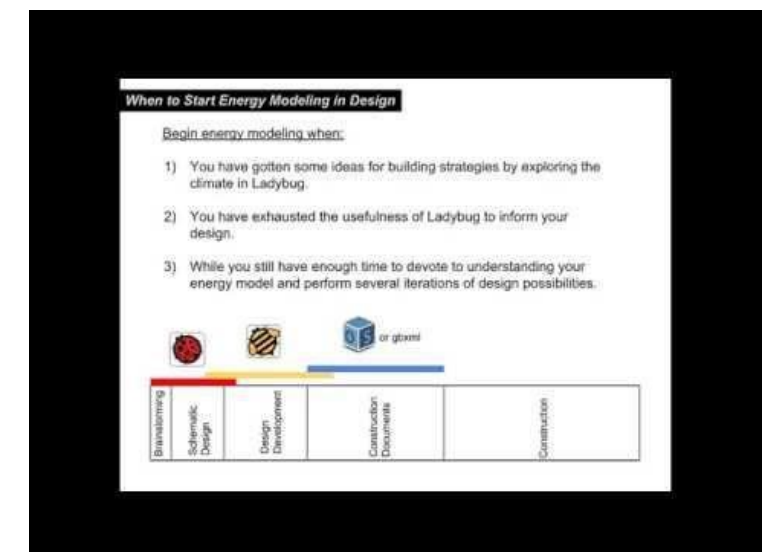 When to Start Energy Modeling in Design
Begin energy modeling when:
1) You have gotten some ideas for building strategies by exploring the
climate in Ladybug.
2) You have exhausted the usefulness of Ladybug to inform your
design.
3) While you still have enough time to devote to understanding your
energy model and perform several iterations of design possibilities.
OS or gbxml
Brainstorming
Schematic
Design
Design
Development
Construction
Documents
Construction